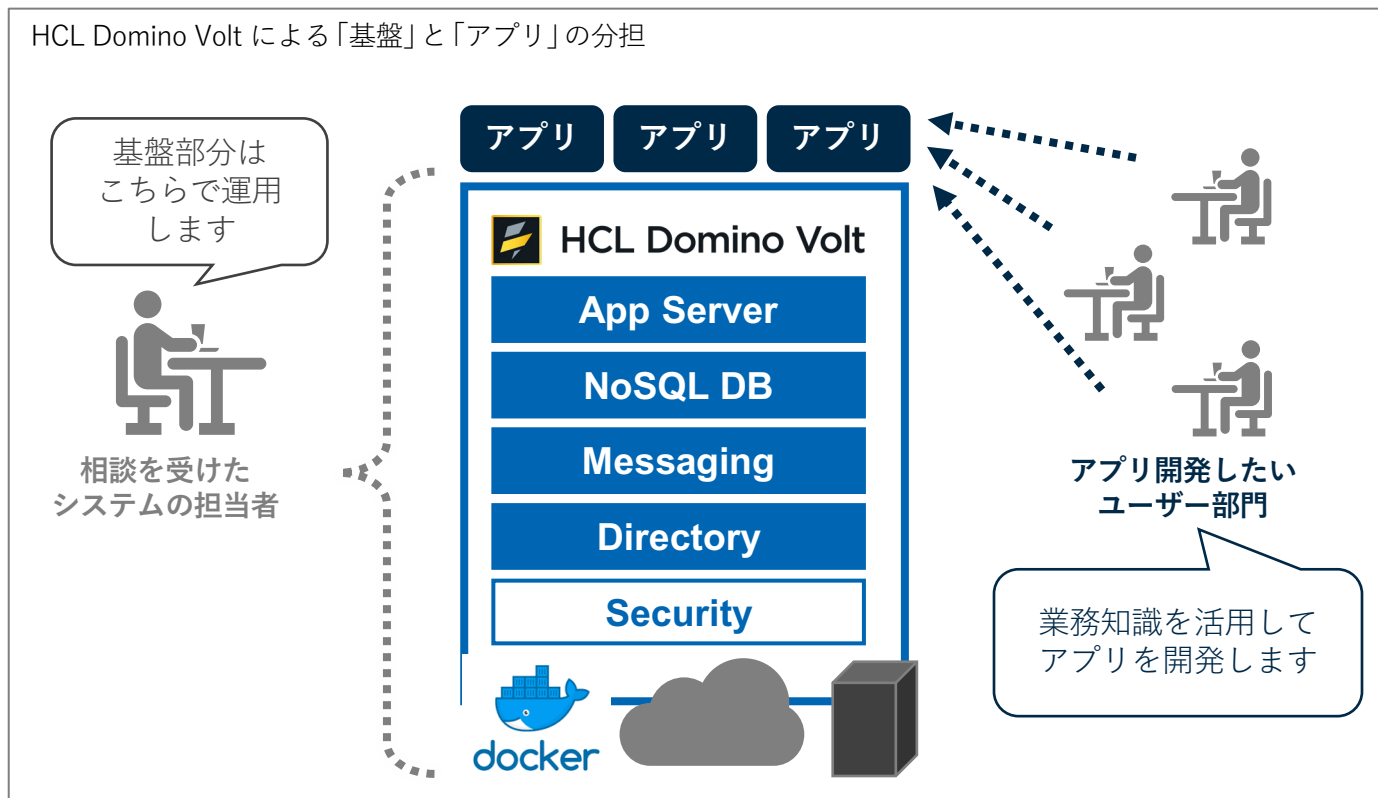 HCL Domino Volt による「基盤」と「アプリ」の分担
アプリ アプリ アプリ
基盤部分は
こちらで運用
します
HCL Domino Volt
App Server
NoSQL DB
Messaging
Directory
Security
docker
相談を受けた
システムの担当者
アプリ開発したい
ユーザー部門
業務知識を活用して
アプリを開発します